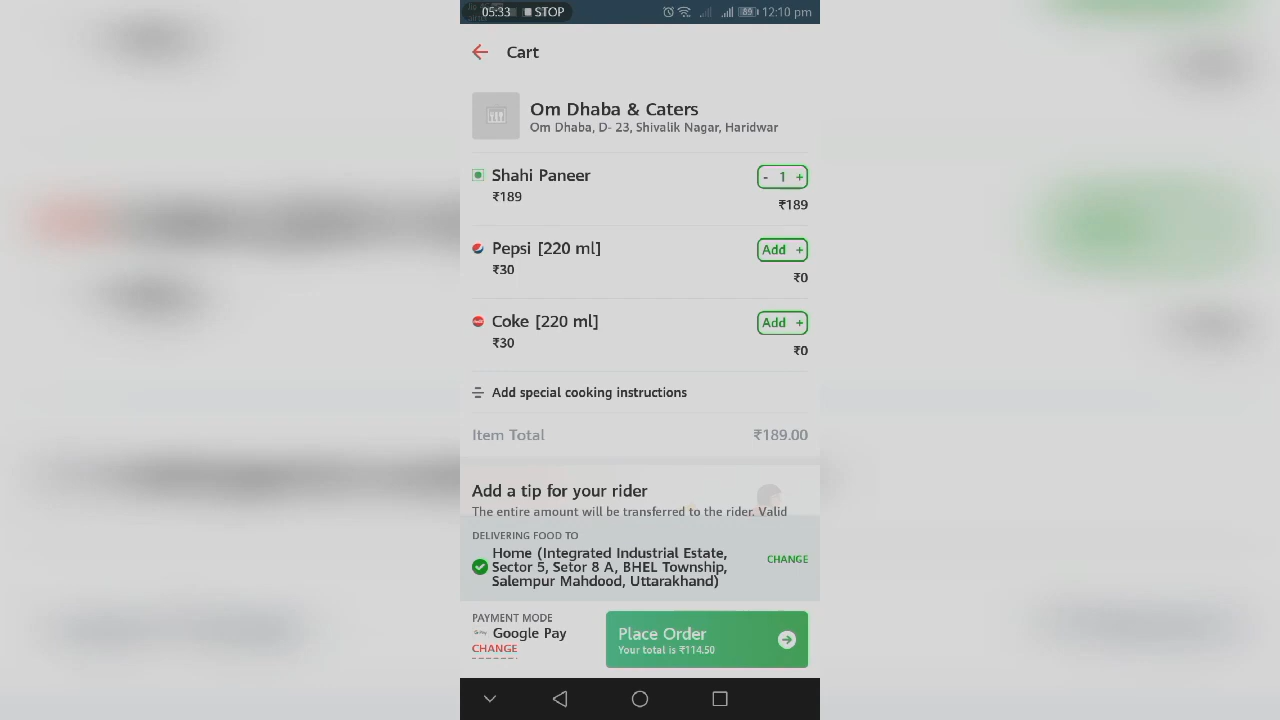 05:33 STOP 89 12:10 pm
Cart
Om Dhaba & Caters
Om Dhaba, D- 23, Shivalik Nagar, Haridwar
Shahi Paneer
- 1 +
₹189
₹189
Pepsi [220 ml]
Add +
₹30
₹0
Coke [220 ml]
Add +
₹30
₹0
Add special cooking instructions
Item Total ₹189.00
Add a tip for your rider
The entire amount will be transferred to the rider. Valid
DELIVERING FOOD TO
Home (Integrated Industrial Estate,
Sector 5, Setor 8 A, BHEL Township,
Salempur Mahdood, Uttarakhand)
CHANGE
PAYMENT MODE
G Pay Google Pay
CHANGE
Place Order
Your total is ₹114.50